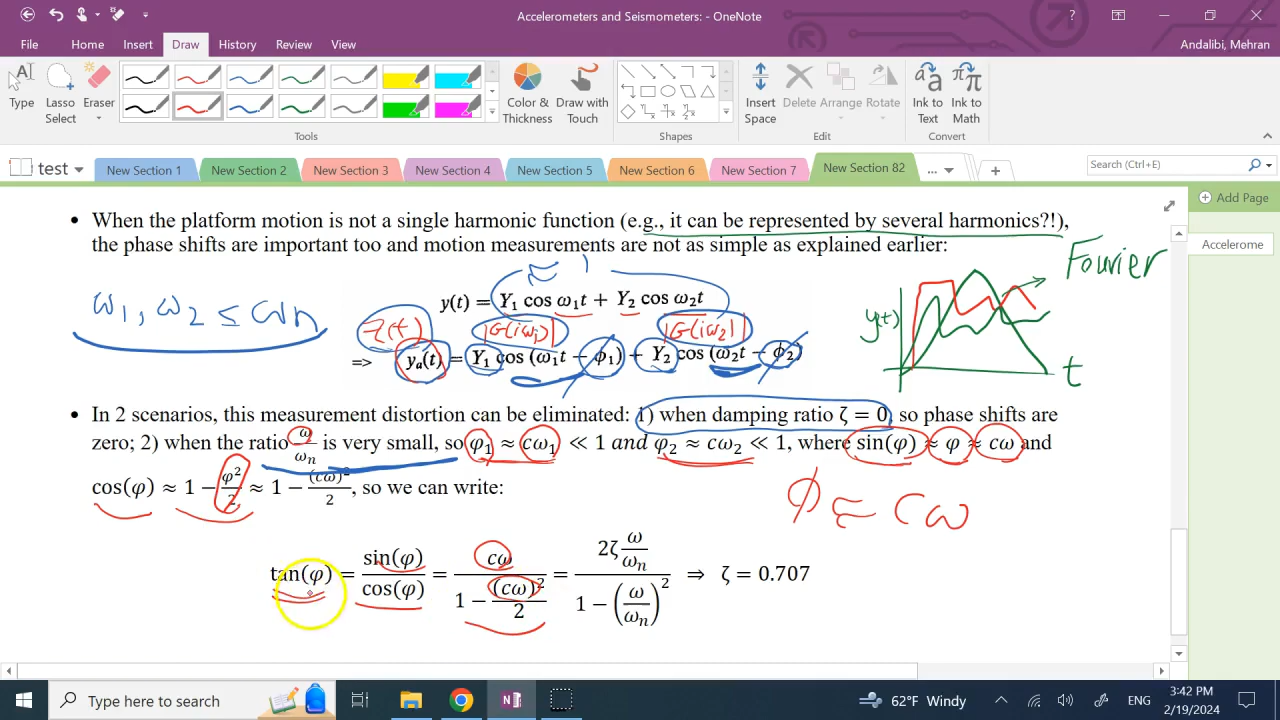 Accelerometers and Seismometers: - OneNote
?
File Home Insert Draw History Review View
Andalibi, Mehran
Type
Lasso Select
Eraser
Color & Thickness
Draw with Touch
Insert Space
Delete
Arrange
Rotate
Ink to Text
Ink to Math
Tools
Shapes
Edit
Convert
test
New Section 1
New Section 2
New Section 3
New Section 4
New Section 5
New Section 6
New Section 7
New Section 82
...
Search (Ctrl+E)
Add Page
Accelerome
• When the platform motion is not a single harmonic function (e.g., it can be represented by several harmonics?!),
the phase shifts are important too and motion measurements are not as simple as explained earlier:
Fourier
ω1, ω2 ≤ ωn
y(t) = Y₁ cos ω₁t + Y₂ cos ω₂t
y(t)
z(t) |G(iω1)| |G(iω2)|
=> yₐ(t) = Y₁ cos (ω₁t − ϕ₁) + Y₂ cos (ω₂t − ϕ₂)
t
• In 2 scenarios, this measurement distortion can be eliminated: 1) when damping ratio ζ = 0, so phase shifts are
zero; 2) when the ratio ω/ωn is very small, so φ₁ ≈ cω₁ ≪ 1 and φ₂ ≈ cω₂ ≪ 1, where sin(φ) ≈ φ ≈ cω and
cos(φ) ≈ 1 − φ²/2 ≈ 1 − (cω)²/2, so we can write:
ϕ ≈ cω
tan(φ) = sin(φ)/cos(φ) = cω/(1 − (cω)²/2) = 2ζ ω/ωn/(1 − (ω/ωn)²) ⇒ ζ = 0.707
Type here to search
62°F Windy
ENG
3:42 PM
2/19/2024